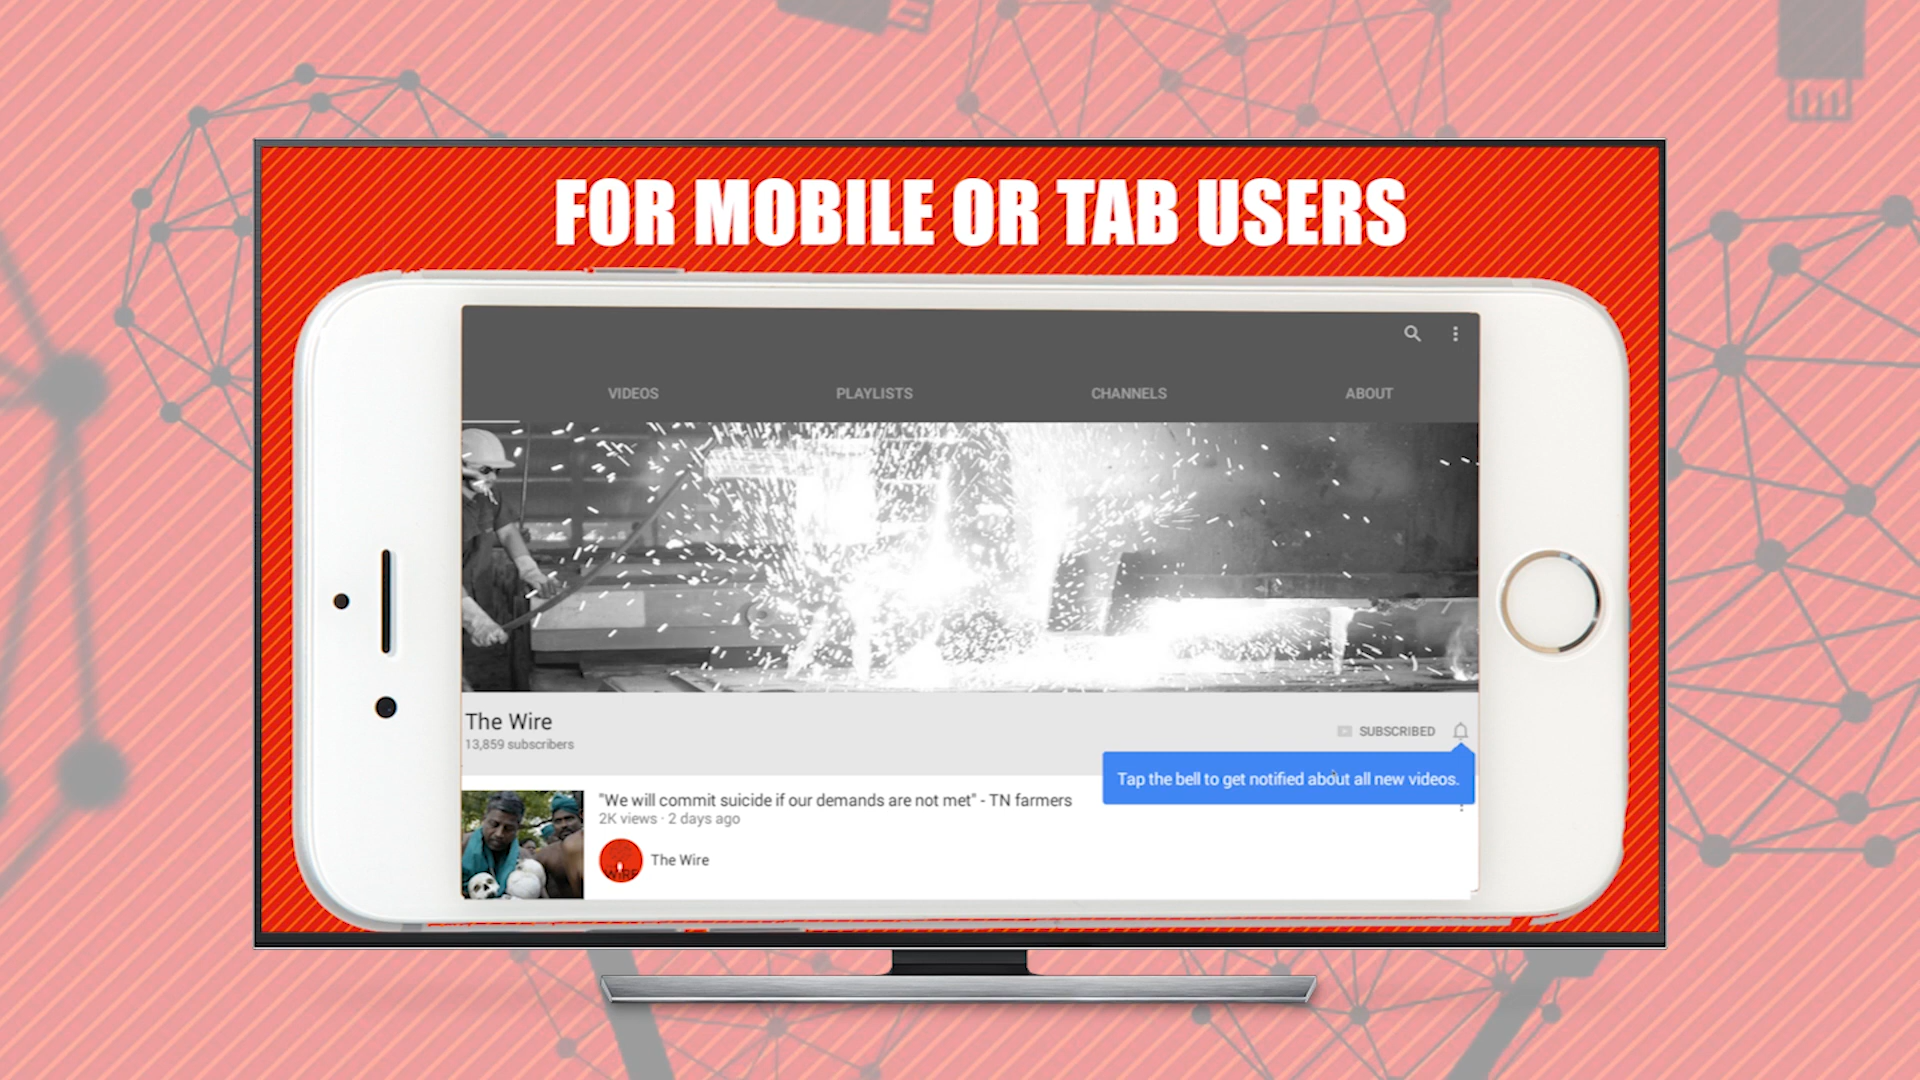 FOR MOBILE OR TAB USERS
VIDEOS PLAYLISTS CHANNELS ABOUT
The Wire
13,859 subscribers
SUBSCRIBED
Tap the bell to get notified about all new videos.
"We will commit suicide if our demands are not met" - TN farmers
2K views · 2 days ago
WIRE
The Wire